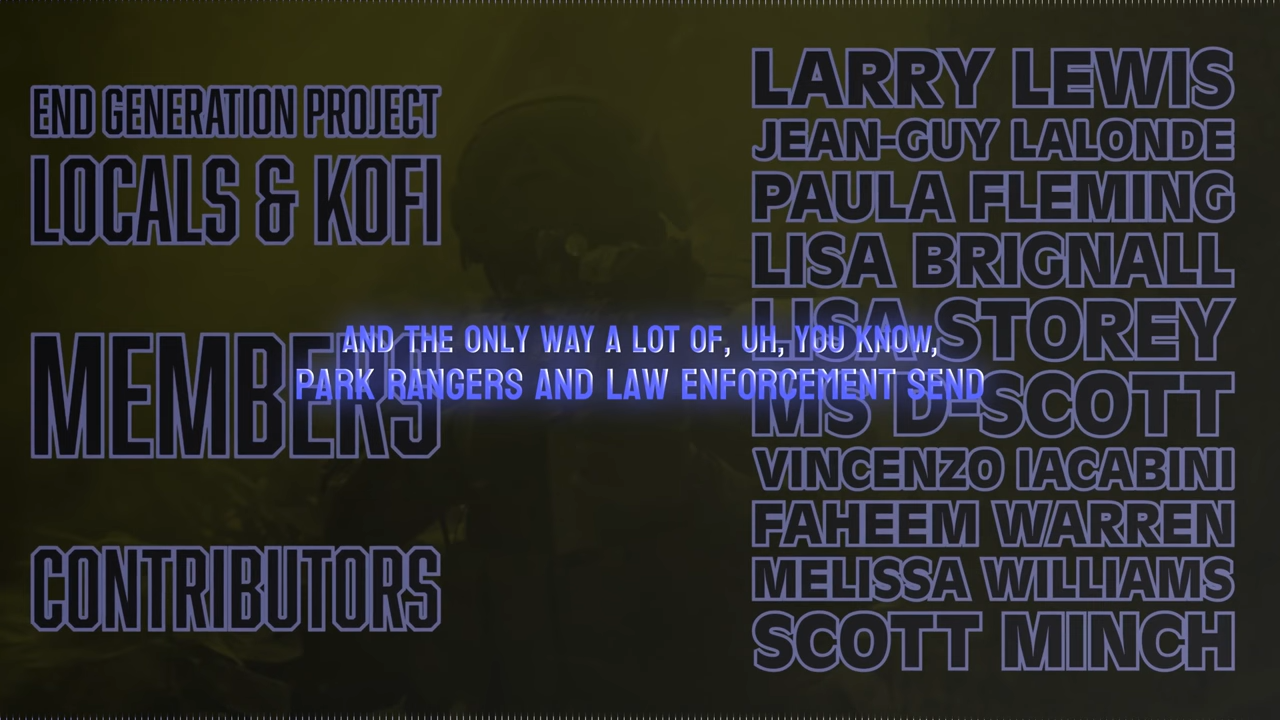 END GENERATION PROJECT
LOCALS & KOFI
MEMBERS
CONTRIBUTORS
AND THE ONLY WAY A LOT OF, UH, YOU KNOW,
PARK RANGERS AND LAW ENFORCEMENT SEND
LARRY LEWIS
JEAN-GUY LALONDE
PAULA FLEMING
LISA BRIGNALL
LISA STOREY
MS D-SCOTT
VINCENZO IACABINI
FAHEEM WARREN
MELISSA WILLIAMS
SCOTT MINCH